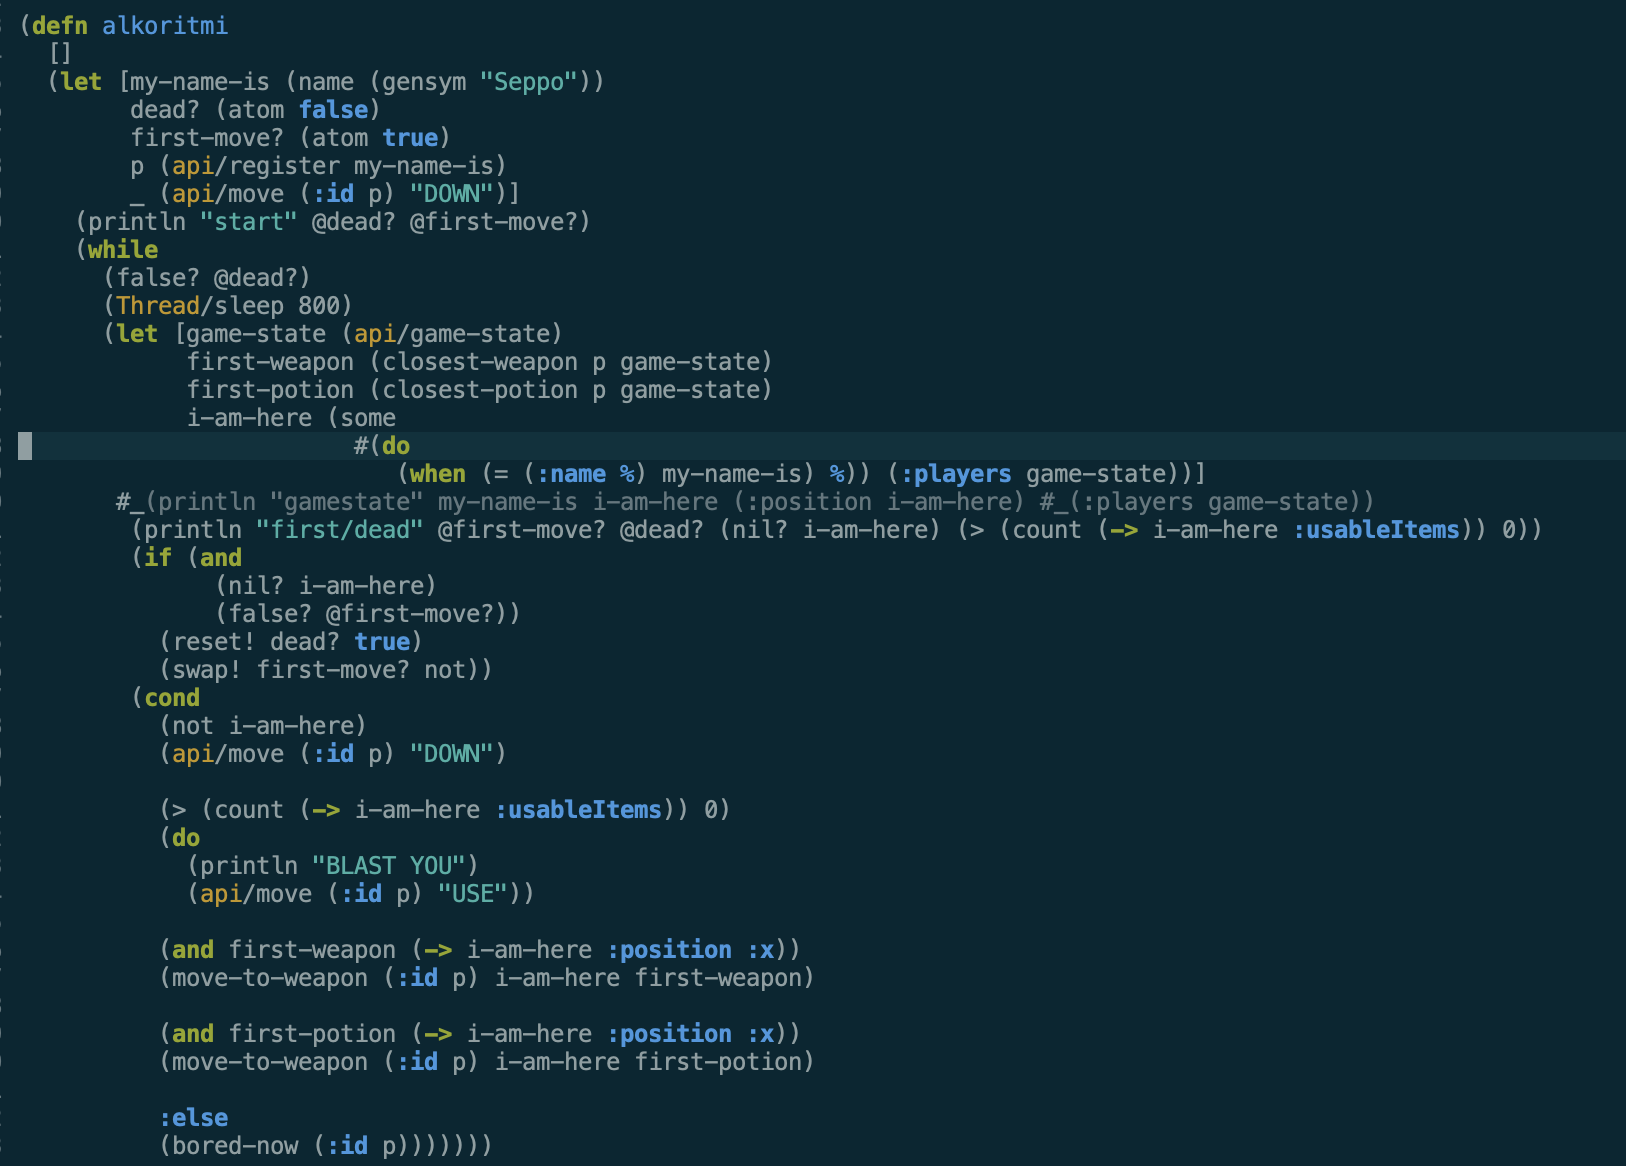 (defn alkoritmi
  []
  (let [my-name-is (name (gensym "Seppo"))
        dead? (atom false)
        first-move? (atom true)
        p (api/register my-name-is)
        _ (api/move (:id p) "DOWN")]
    (println "start" @dead? @first-move?)
    (while
      (false? @dead?)
      (Thread/sleep 800)
      (let [game-state (api/game-state)
            first-weapon (closest-weapon p game-state)
            first-potion (closest-potion p game-state)
            i-am-here (some
                        #(do
                           (when (= (:name %) my-name-is) %)) (:players game-state))]
       #_(println "gamestate" my-name-is i-am-here (:position i-am-here) #_(:players game-state))
        (println "first/dead" @first-move? @dead? (nil? i-am-here) (> (count (-> i-am-here :usableItems)) 0))
        (if (and
              (nil? i-am-here)
              (false? @first-move?))
          (reset! dead? true)
          (swap! first-move? not))
        (cond
          (not i-am-here)
          (api/move (:id p) "DOWN")

          (> (count (-> i-am-here :usableItems)) 0)
          (do
            (println "BLAST YOU")
            (api/move (:id p) "USE"))

          (and first-weapon (-> i-am-here :position :x))
          (move-to-weapon (:id p) i-am-here first-weapon)

          (and first-potion (-> i-am-here :position :x))
          (move-to-weapon (:id p) i-am-here first-potion)

          :else
          (bored-now (:id p)))))))